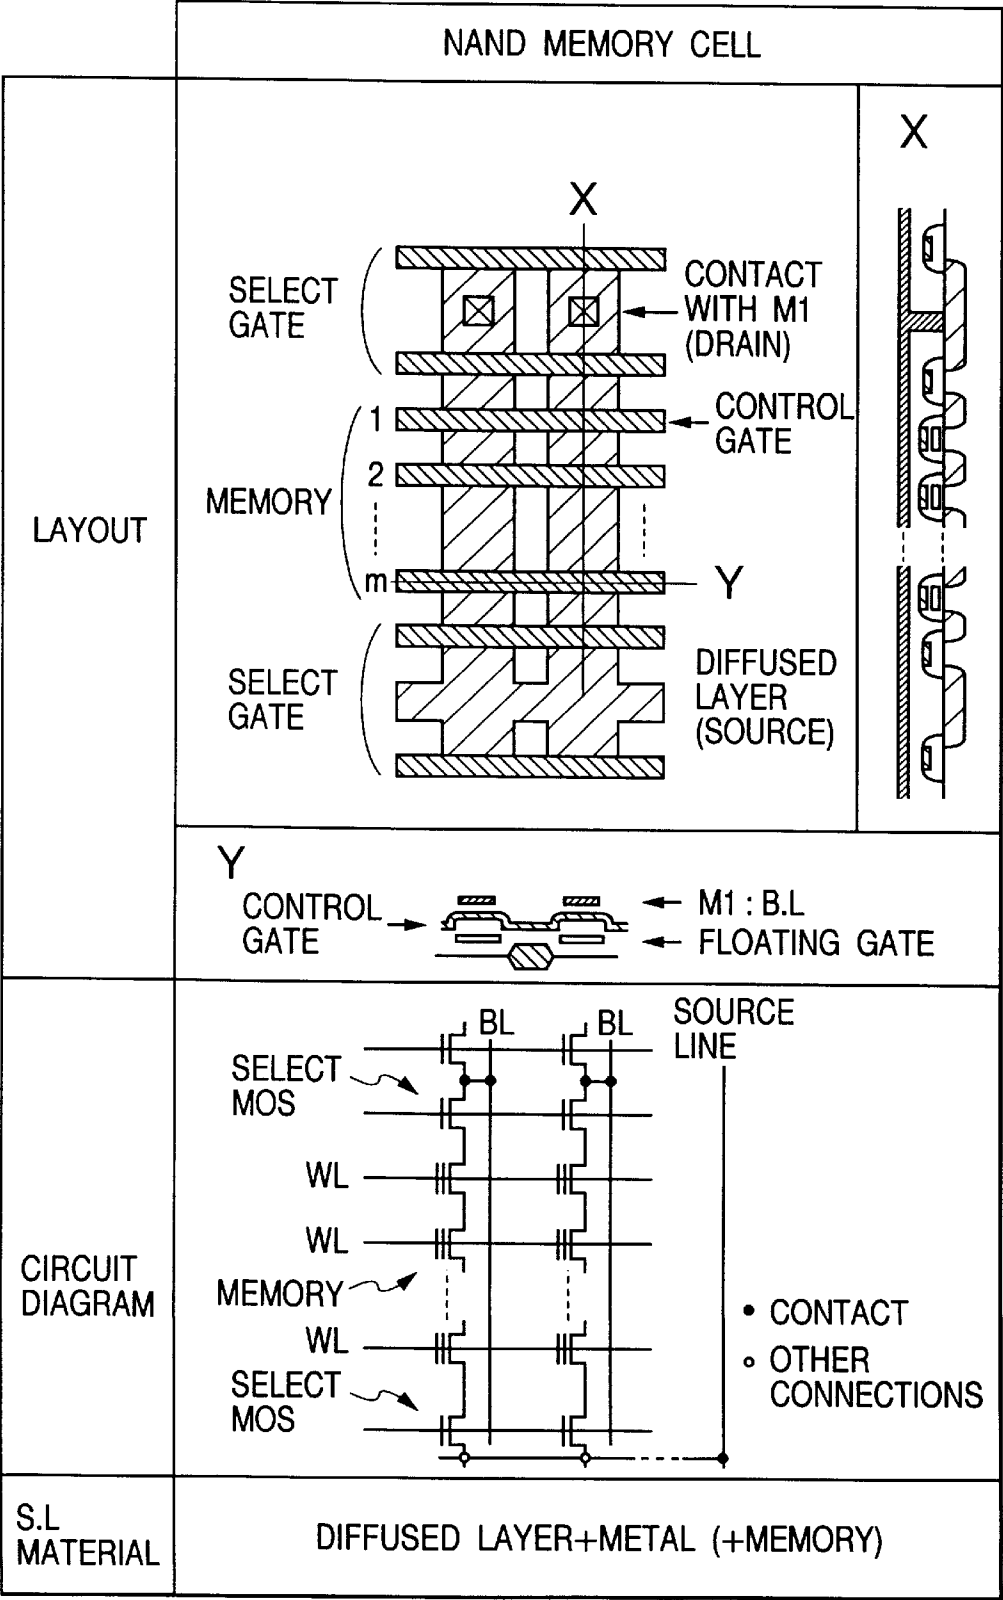 NAND MEMORY CELL
LAYOUT
X
SELECT
GATE
CONTACT
WITH M1
(DRAIN)
1
CONTROL
GATE
2
MEMORY
m
Y
SELECT
GATE
DIFFUSED
LAYER
(SOURCE)
X
Y
CONTROL
GATE
M1 : B.L
FLOATING GATE
CIRCUIT
DIAGRAM
BL
BL
SOURCE
LINE
SELECT
MOS
WL
WL
MEMORY
WL
SELECT
MOS
CONTACT
OTHER
CONNECTIONS
S.L
MATERIAL
DIFFUSED LAYER+METAL (+MEMORY)